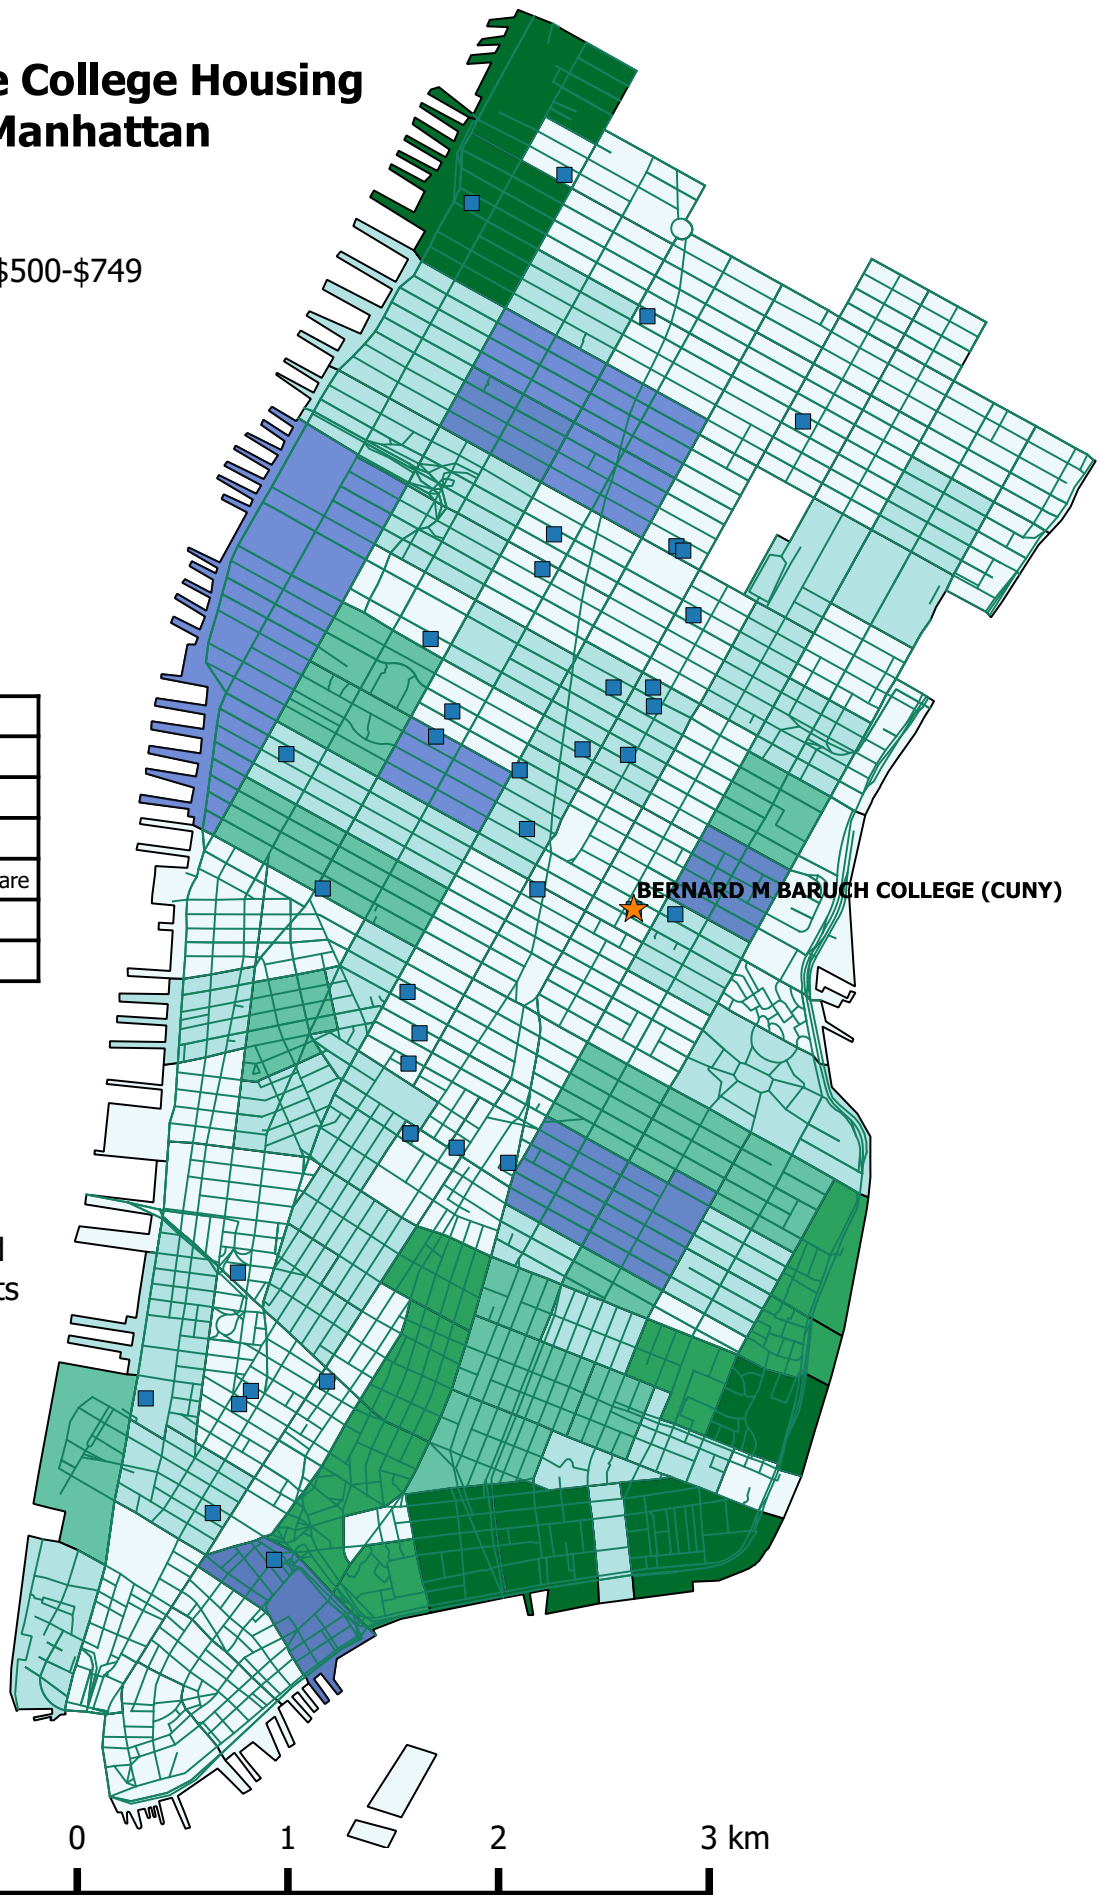 e College Housing
Manhattan
$500-$749
are
BERNARD M BARUCH COLLEGE (CUNY)
ts
0 1 2 3 km